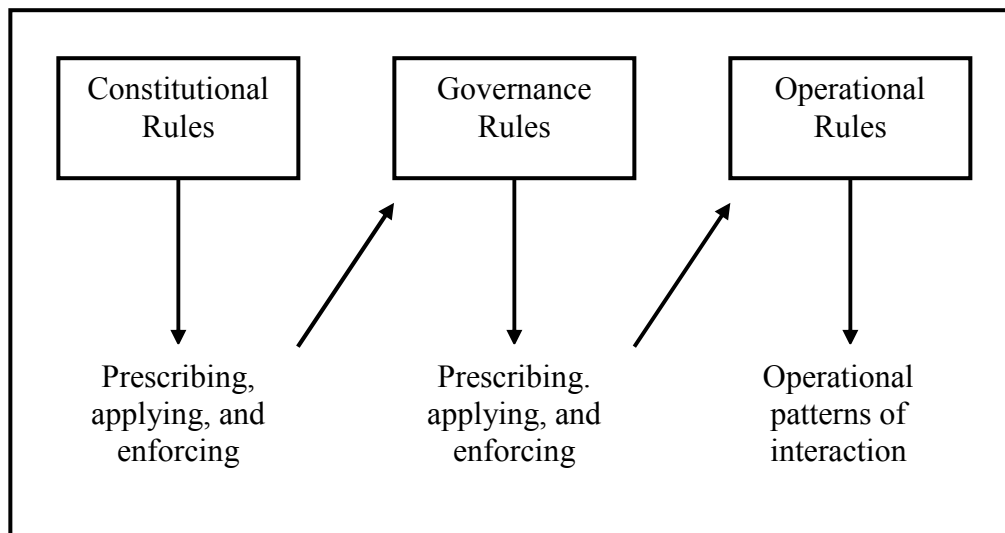 Constitutional
Rules
Governance
Rules
Operational
Rules
Prescribing,
applying, and
enforcing
Prescribing.
applying, and
enforcing
Operational
patterns of
interaction